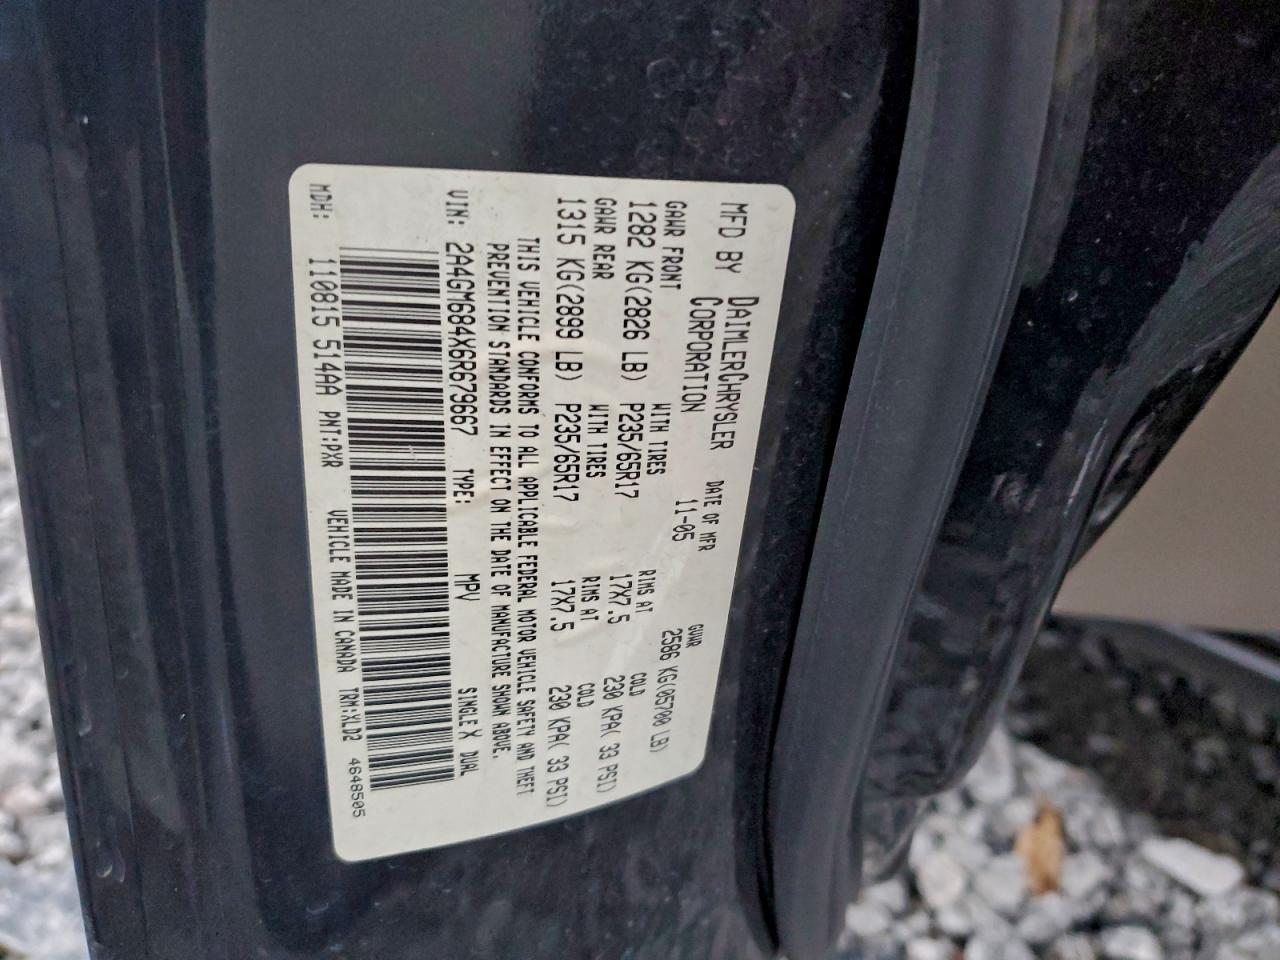 MFD BY DAIMLERCHRYSLER CORPORATION DATE OF MFR 11-05 GVWR 2586 KG(05700 LB)
GAWR FRONT WITH TIRES RIMS AT COLD
1282 KG(2826 LB) P235/65R17 17X7.5 230 KPA( 33 PSI)
GAWR REAR WITH TIRES RIMS AT COLD
1315 KG(2899 LB) P235/65R17 17X7.5 230 KPA( 33 PSI)
THIS VEHICLE CONFORMS TO ALL APPLICABLE FEDERAL MOTOR VEHICLE SAFETY AND THEFT
PREVENTION STANDARDS IN EFFECT ON THE DATE OF MANUFACTURE SHOWN ABOVE.
VIN: 2A4GM684X6R679667 TYPE: MPV SINGLE X DUAL
MDH: 110815 514AA PNT:PXR VEHICLE MADE IN CANADA TRM:XLD2 4648505